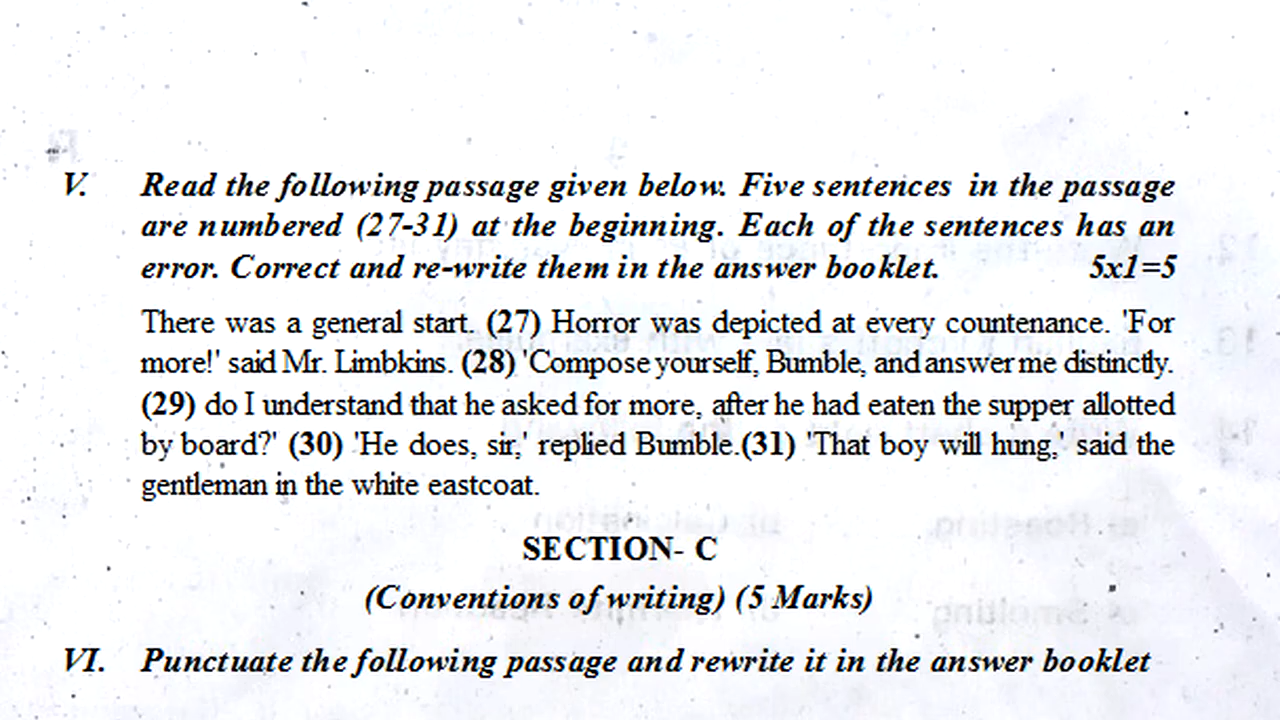 V. Read the following passage given below. Five sentences in the passage
are numbered (27-31) at the beginning. Each of the sentences has an
error. Correct and re-write them in the answer booklet. 5x1=5
There was a general start. (27) Horror was depicted at every countenance. 'For
more!' said Mr. Limbkins. (28) 'Compose yourself, Bumble, and answer me distinctly.
(29) do I understand that he asked for more, after he had eaten the supper allotted
by board?' (30) 'He does, sir,' replied Bumble.(31) 'That boy will hung,' said the
gentleman in the white eastcoat.
SECTION- C
(Conventions of writing) (5 Marks)
VI. Punctuate the following passage and rewrite it in the answer booklet